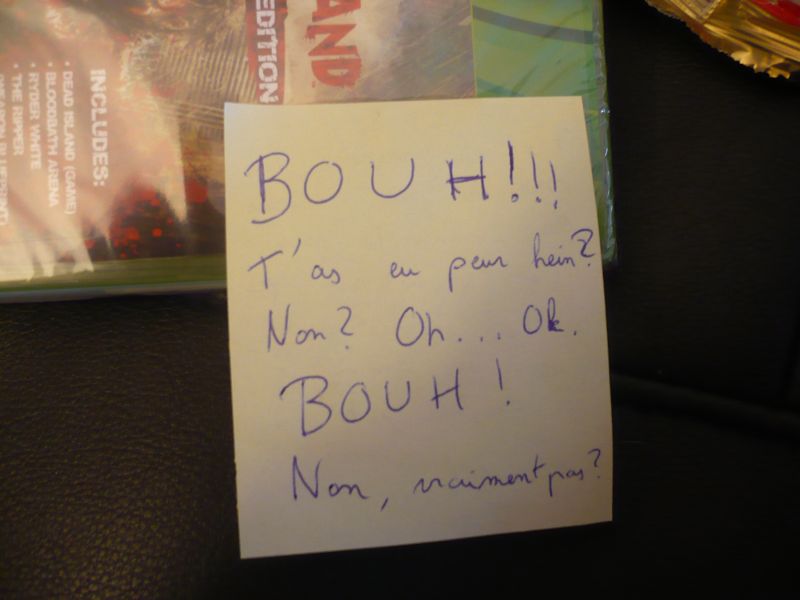 AND
EDITION
INCLUDES:
• DEAD ISLAND (GAME)
• BLOODBATH ARENA
• RYDER WHITE
• THE RIPPER
BOUH!!!
T'as eu peur hein?
Non? Oh... Ok.
BOUH!
Non, vraiment pas?